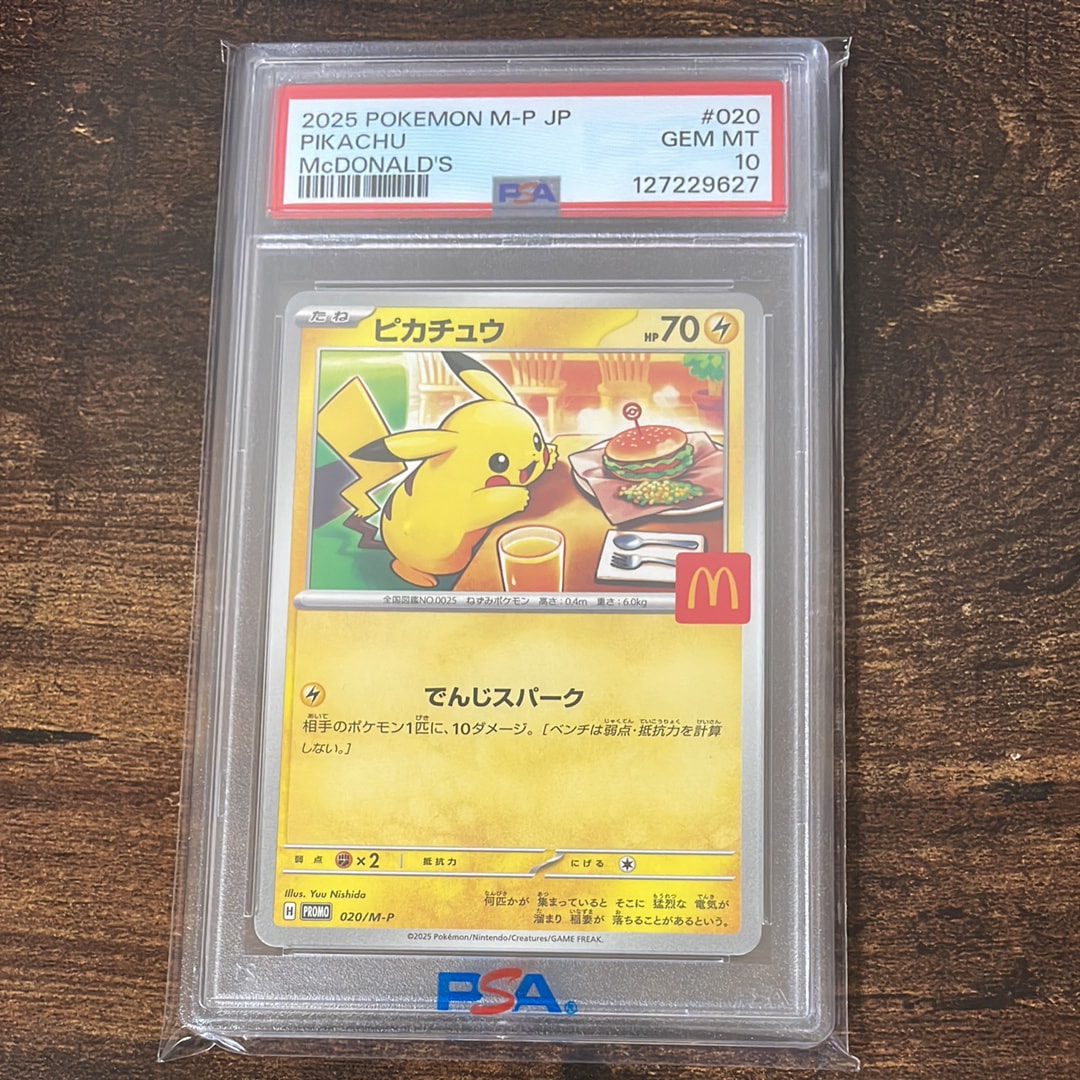 2025 POKEMON M-P JP #020
PIKACHU GEM MT
McDONALD'S 10
PSA 127229627
たね ピカチュウ HP70
M
全国図鑑NO.0025 ねずみポケモン 高さ:0.4m 重さ:6.0kg
でんじスパーク
相手のポケモン1匹に、10ダメージ。[ベンチは弱点・抵抗力を計算
しない。]
弱点 ×2 抵抗力 にげる
Illus. Yuu Nishida
何匹かが 集まっていると そこに 猛烈な 電気が
溜まり 稲妻が 落ちることがあるという。
H PROMO 020/M-P
©2025 Pokémon/Nintendo/Creatures/GAME FREAK.
PSA®